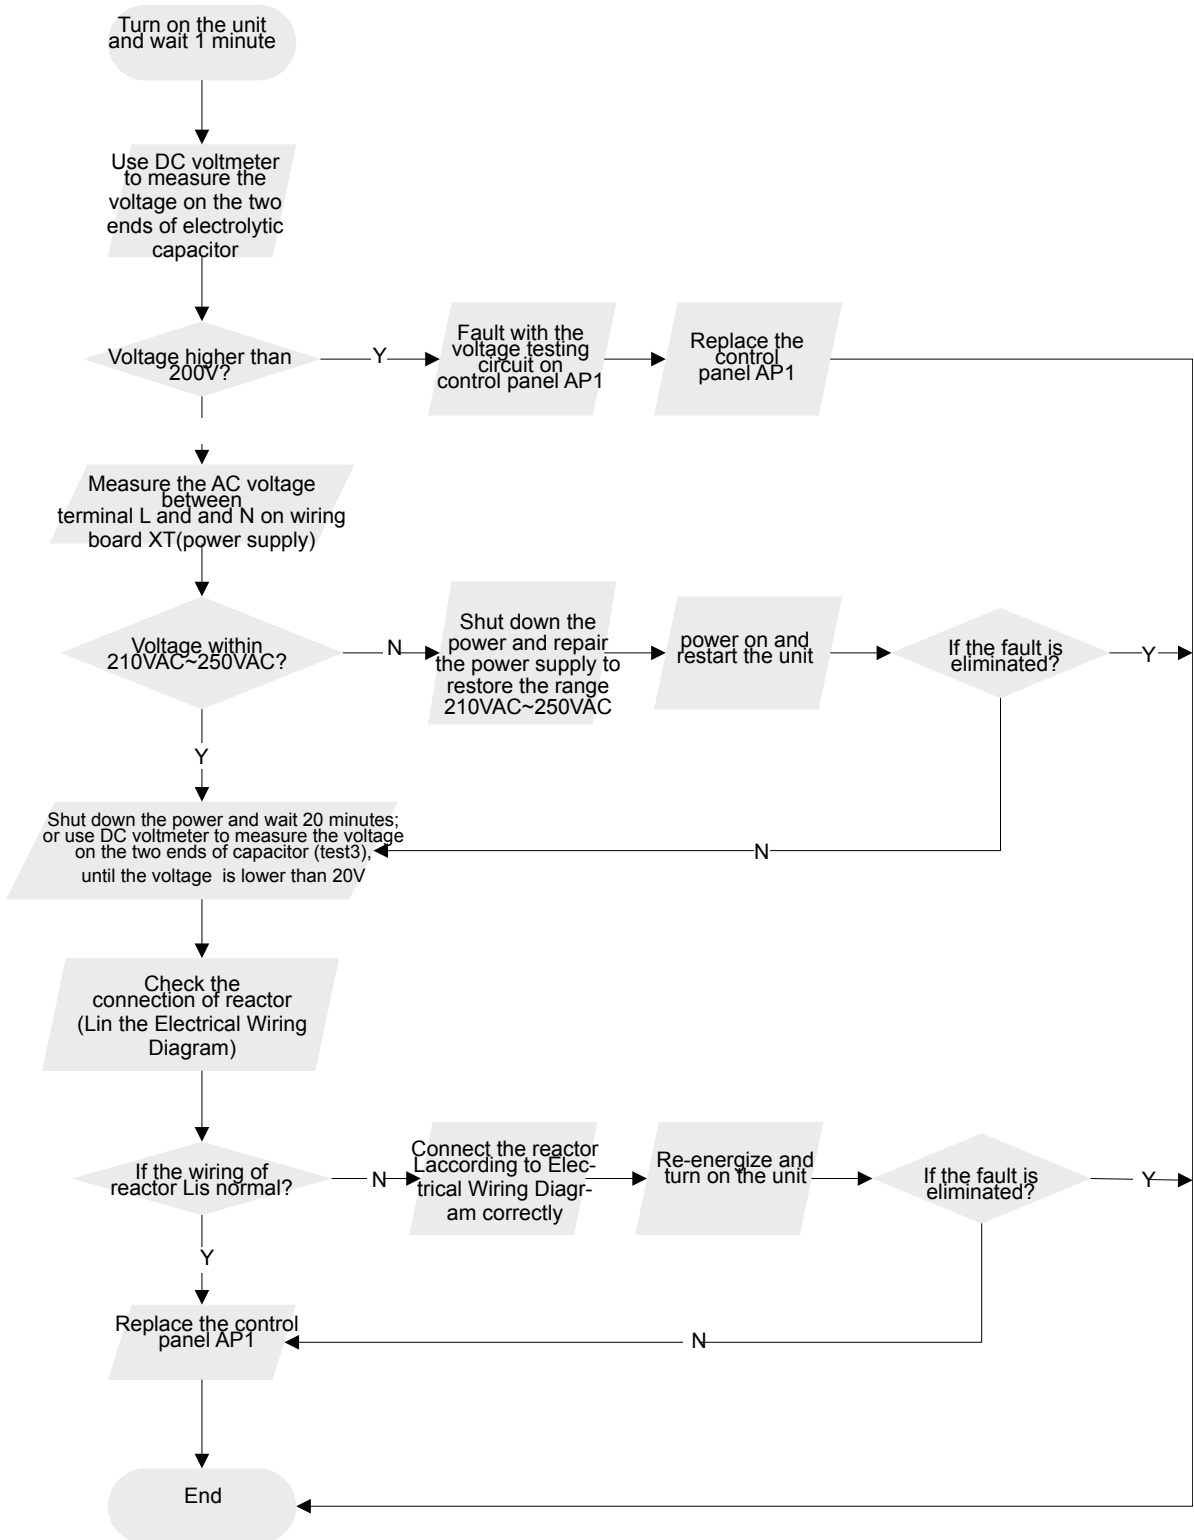 Turn on the unit
and wait 1 minute
Use DC voltmeter
to measure the
voltage on the two
ends of electrolytic
capacitor
Voltage higher than
200V?
Y
Fault with the
voltage testing
circuit on
control panel AP1
Replace the
control
panel AP1
Measure the AC voltage
between
terminal L and and N on wiring
board XT(power supply)
Voltage within
210VAC~250VAC?
N
Shut down the
power and repair
the power supply to
restore the range
210VAC~250VAC
power on and
restart the unit
If the fault is
eliminated?
Y
Y
Shut down the power and wait 20 minutes;
or use DC voltmeter to measure the voltage
on the two ends of capacitor (test3),
until the voltage is lower than 20V
N
Check the
connection of reactor
(Lin the Electrical Wiring
Diagram)
If the wiring of
reactor Lis normal?
N
Connect the reactor
Laccording to Elec-
trical Wiring Diagr-
am correctly
Re-energize and
turn on the unit
If the fault is
eliminated?
Y
Y
Replace the control
panel AP1
N
End